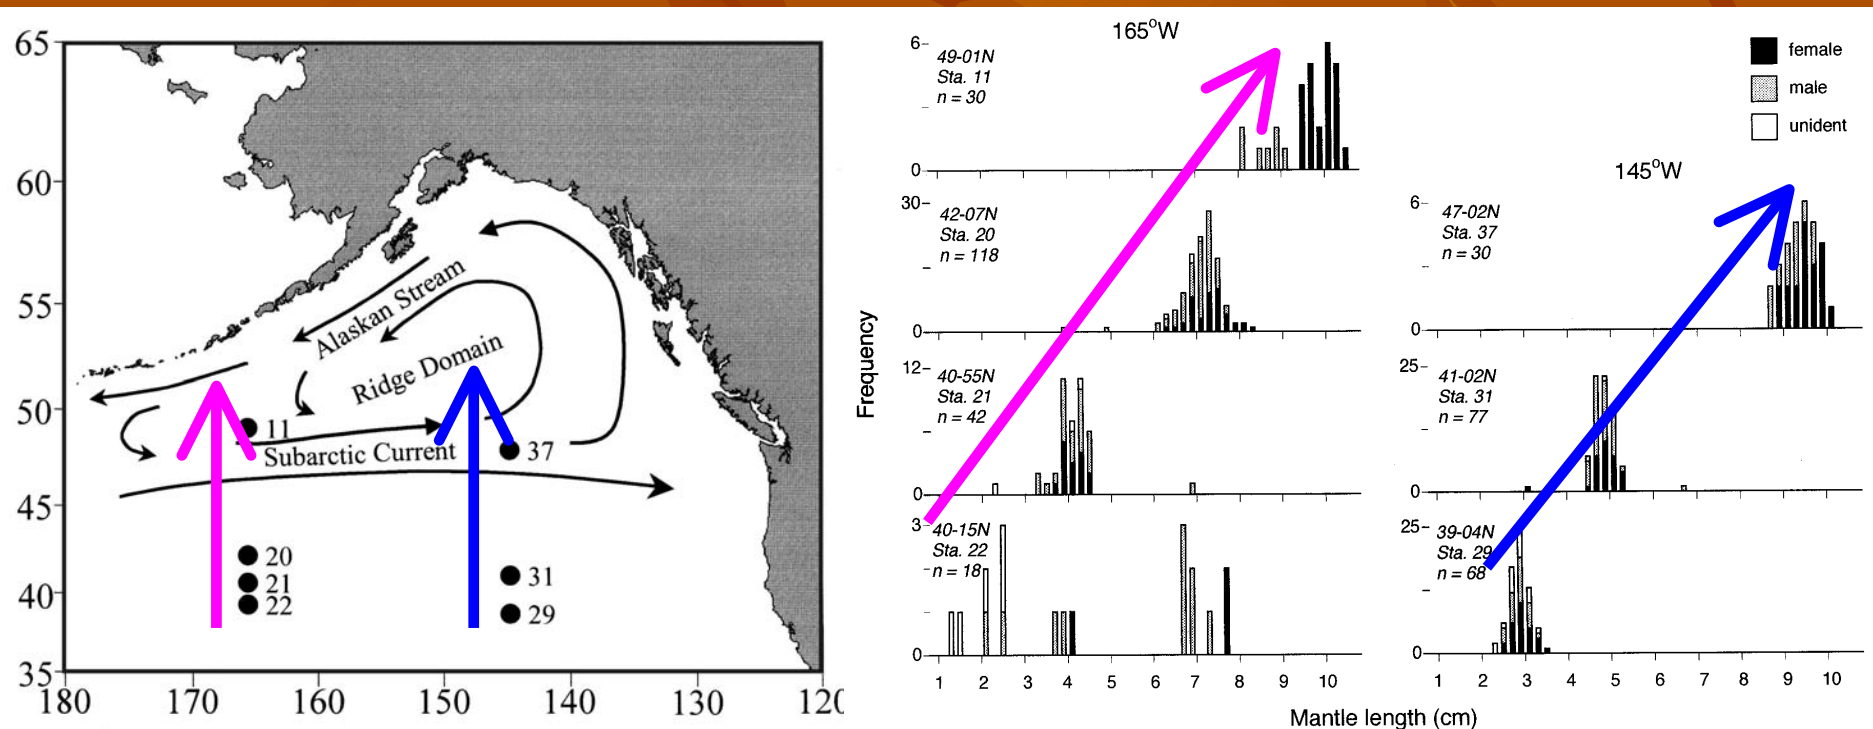 65
60
55
50
45
40
35
180
170
160
150
140
130
120
Alaskan Stream
Ridge Domain
11
Subarctic Current
37
20
21
22
31
29
165°W
6
49-01N
Sta. 11
n = 30
0
30
42-07N
Sta. 20
n = 118
0
12
40-55N
Sta. 21
n = 42
0
3
40-15N
Sta. 22
n = 18
0
1 2 3 4 5 6 7 8 9 10
female
male
unident
145°W
6
47-02N
Sta. 37
n = 30
0
25
41-02N
Sta. 31
n = 77
0
25
39-04N
Sta. 29
n = 68
0
1 2 3 4 5 6 7 8 9 10
Frequency
Mantle length (cm)